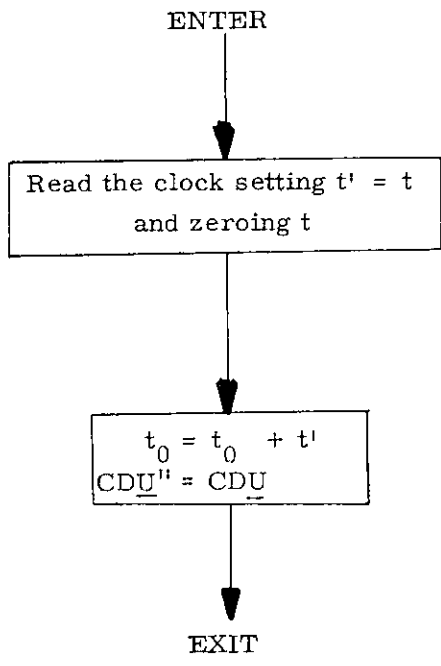 ENTER
Read the clock setting t' = t
and zeroing t
t₀ = t₀ + t'
CDU" = CDU
EXIT